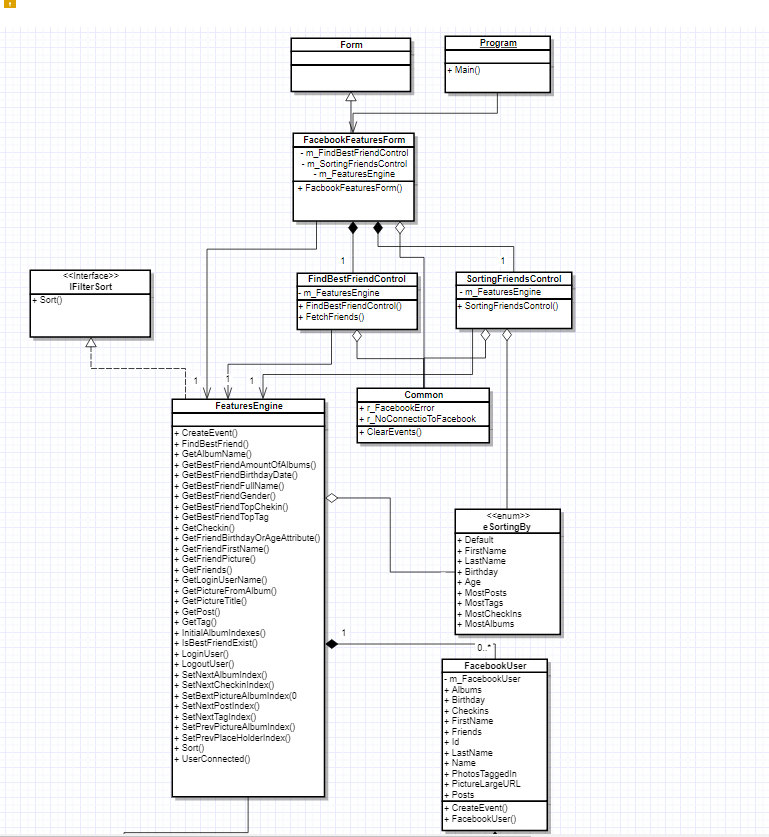 Form
Program
+ Main()
FacebookFeaturesForm
- m_FindBestFriendControl
- m_SortingFriendsControl
- m_FeaturesEngine
+ FacbookFeaturesForm()
1
1
<<Interface>>
IFilterSort
+ Sort()
FindBestFriendControl
- m_FeaturesEngine
+ FindBestFriendControl()
+ FetchFriends()
SortingFriendsControl
- m_FeaturesEngine
+ SortingFriendsControl()
1
1
1
Common
+ r_FacebookError
+ r_NoConnectioToFacebook
+ ClearEvents()
FeaturesEngine
+ CreateEvent()
+ FindBestFriend()
+ GetAlbumName()
+ GetBestFriendAmountOfAlbums()
+ GetBestFriendBirthdayDate()
+ GetBestFriendFullName()
+ GetBestFriendGender()
+ GetBestFriendTopChekin()
+ GetBestFriendTopTag
+ GetCheckin()
+ GetFriendBirthdayOrAgeAttribute()
+ GetFriendFirstName()
+ GetFriendPicture()
+ GetFriends()
+ GetLoginUserName()
+ GetPictureFromAlbum()
+ GetPictureTitle()
+ GetPost()
+ GetTag()
+ InitialAlbumIndexes()
+ IsBestFriendExist()
+ LoginUser()
+ LogoutUser()
+ SetNextAlbumIndex()
+ SetNextCheckinIndex()
+ SetBextPictureAlbumIndex(0
+ SetNextPostIndex()
+ SetNextTagIndex()
+ SetPrevPictureAlbumIndex()
+ SetPrevPlaceHolderIndex()
+ Sort()
+ UserConnected()
<<enum>>
eSortingBy
+ Default
+ FirstName
+ LastName
+ Birthday
+ Age
+ MostPosts
+ MostTags
+ MostCheckIns
+ MostAlbums
1
0..*
FacebookUser
- m_FacebookUser
+ Albums
+ Birthday
+ Checkins
+ FirstName
+ Friends
+ Id
+ LastName
+ Name
+ PhotosTaggedIn
+ PictureLargeURL
+ Posts
+ CreateEvent()
+ FacebookUser()